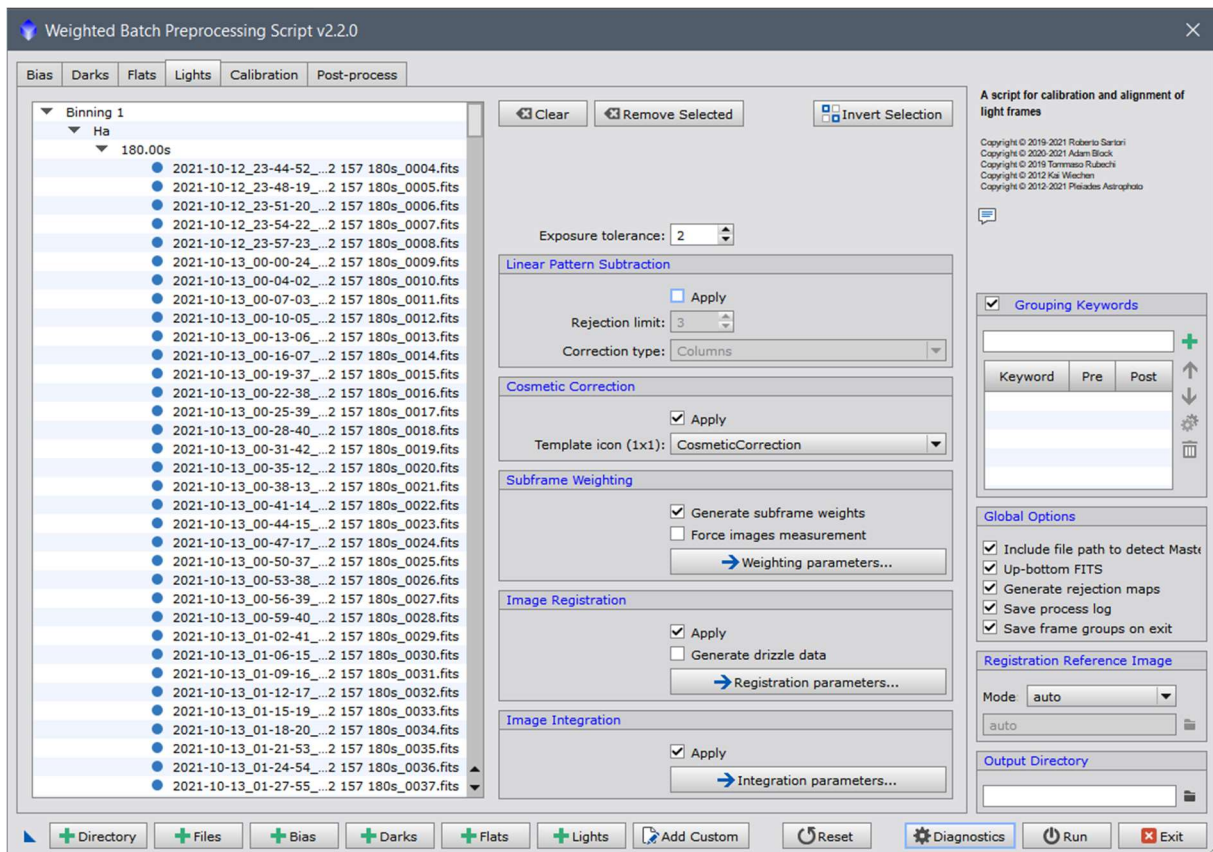 Weighted Batch Preprocessing Script v2.2.0
Bias Darks Flats Lights Calibration Post-process
Binning 1
Ha
180.00s
2021-10-12_23-44-52_...2 157 180s_0004.fits
2021-10-12_23-48-19_...2 157 180s_0005.fits
2021-10-12_23-51-20_...2 157 180s_0006.fits
2021-10-12_23-54-22_...2 157 180s_0007.fits
2021-10-12_23-57-23_...2 157 180s_0008.fits
2021-10-13_00-00-24_...2 157 180s_0009.fits
2021-10-13_00-04-02_...2 157 180s_0010.fits
2021-10-13_00-07-03_...2 157 180s_0011.fits
2021-10-13_00-10-05_...2 157 180s_0012.fits
2021-10-13_00-13-06_...2 157 180s_0013.fits
2021-10-13_00-16-07_...2 157 180s_0014.fits
2021-10-13_00-19-37_...2 157 180s_0015.fits
2021-10-13_00-22-38_...2 157 180s_0016.fits
2021-10-13_00-25-39_...2 157 180s_0017.fits
2021-10-13_00-28-40_...2 157 180s_0018.fits
2021-10-13_00-31-42_...2 157 180s_0019.fits
2021-10-13_00-35-12_...2 157 180s_0020.fits
2021-10-13_00-38-13_...2 157 180s_0021.fits
2021-10-13_00-41-14_...2 157 180s_0022.fits
2021-10-13_00-44-15_...2 157 180s_0023.fits
2021-10-13_00-47-17_...2 157 180s_0024.fits
2021-10-13_00-50-37_...2 157 180s_0025.fits
2021-10-13_00-53-38_...2 157 180s_0026.fits
2021-10-13_00-56-39_...2 157 180s_0027.fits
2021-10-13_00-59-40_...2 157 180s_0028.fits
2021-10-13_01-02-41_...2 157 180s_0029.fits
2021-10-13_01-06-15_...2 157 180s_0030.fits
2021-10-13_01-09-16_...2 157 180s_0031.fits
2021-10-13_01-12-17_...2 157 180s_0032.fits
2021-10-13_01-15-19_...2 157 180s_0033.fits
2021-10-13_01-18-20_...2 157 180s_0034.fits
2021-10-13_01-21-53_...2 157 180s_0035.fits
2021-10-13_01-24-54_...2 157 180s_0036.fits
2021-10-13_01-27-55_...2 157 180s_0037.fits
Clear Remove Selected Invert Selection
Exposure tolerance: 2
Linear Pattern Subtraction
Apply
Rejection limit: 3
Correction type: Columns
Cosmetic Correction
Apply
Template icon (1x1): CosmeticCorrection
Subframe Weighting
Generate subframe weights
Force images measurement
Weighting parameters...
Image Registration
Apply
Generate drizzle data
Registration parameters...
Image Integration
Apply
Integration parameters...
A script for calibration and alignment of
light frames
Copyright © 2019-2021 Roberto Sartori
Copyright © 2020-2021 Adam Block
Copyright © 2019 Tommaso Rubechi
Copyright © 2012 Kai Wiechen
Copyright © 2012-2021 Pleiades Astrophoto
Grouping Keywords
Keyword Pre Post
Global Options
Include file path to detect Maste
Up-bottom FITS
Generate rejection maps
Save process log
Save frame groups on exit
Registration Reference Image
Mode: auto
auto
Output Directory
Directory Files Bias Darks Flats Lights Add Custom Reset Diagnostics Run Exit